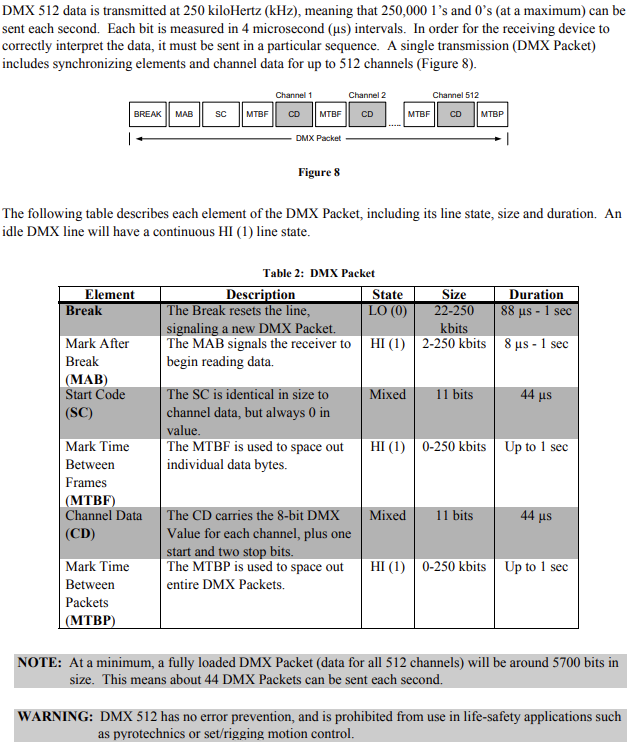 DMX 512 data is transmitted at 250 kiloHertz (kHz), meaning that 250,000 1’s and 0’s (at a maximum) can be
sent each second.  Each bit is measured in 4 microsecond (µs) intervals.  In order for the receiving device to
correctly interpret the data, it must be sent in a particular sequence.  A single transmission (DMX Packet)
includes synchronizing elements and channel data for up to 512 channels (Figure 8).
Channel 1 Channel 2 Channel 512
BREAK MAB SC MTBF CD MTBF CD ..... MTBF CD MTBP
DMX Packet
Figure 8
The following table describes each element of the DMX Packet, including its line state, size and duration.  An
idle DMX line will have a continuous HI (1) line state.
Table 2:  DMX Packet
Element Description State Size Duration
Break The Break resets the line, LO (0) 22-250 88 µs - 1 sec
signaling a new DMX Packet. kbits
Mark After The MAB signals the receiver to HI (1) 2-250 kbits 8 µs - 1 sec
Break begin reading data.
(MAB)
Start Code The SC is identical in size to Mixed 11 bits 44 µs
(SC) channel data, but always 0 in
value.
Mark Time The MTBF is used to space out HI (1) 0-250 kbits Up to 1 sec
Between individual data bytes.
Frames
(MTBF)
Channel Data The CD carries the 8-bit DMX Mixed 11 bits 44 µs
(CD) Value for each channel, plus one
start and two stop bits.
Mark Time The MTBP is used to space out HI (1) 0-250 kbits Up to 1 sec
Between entire DMX Packets.
Packets
(MTBP)
NOTE:  At a minimum, a fully loaded DMX Packet (data for all 512 channels) will be around 5700 bits in
size.  This means about 44 DMX Packets can be sent each second.
WARNING:  DMX 512 has no error prevention, and is prohibited from use in life-safety applications such
as pyrotechnics or set/rigging motion control.